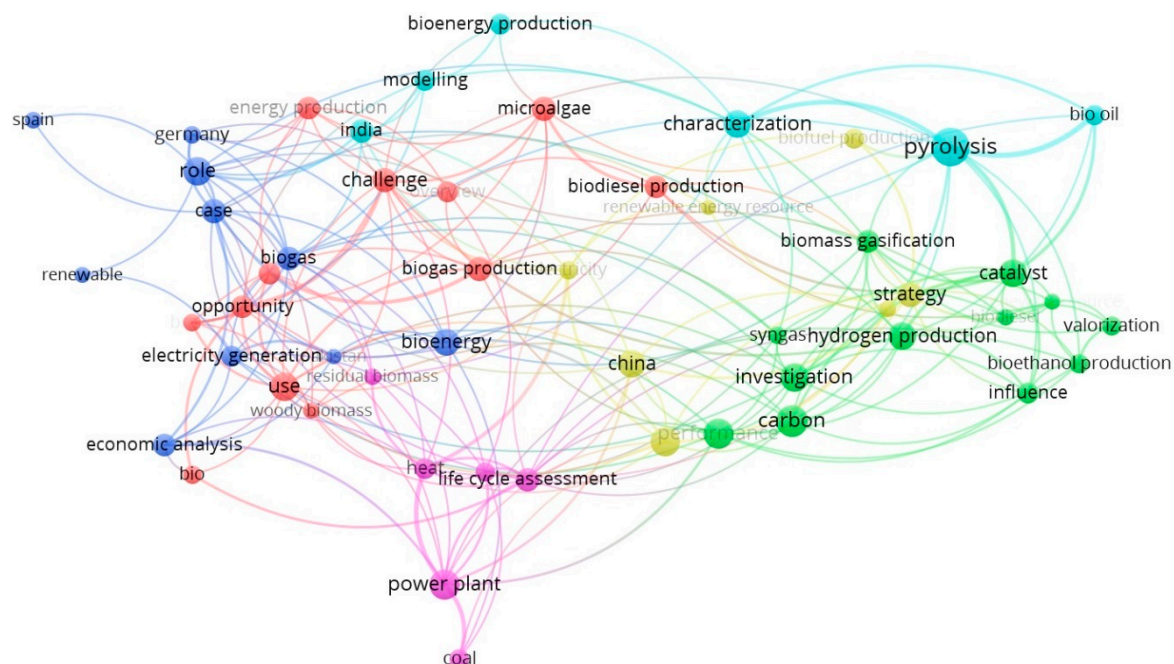 bioenergy production
modelling
energy production
microalgae
spain
germany
india
characterization
bio oil
biofuel production
pyrolysis
role
challenge
overview
biodiesel production
renewable energy resource
case
biomass gasification
biogas
biogas production
renewable
catalyst
strategy
opportunity
biodiesel
valorization
syngas
hydrogen production
bioenergy
electricity generation
china
bioethanol production
residual biomass
use
investigation
influence
woody biomass
carbon
economic analysis
performance
bio
heat
life cycle assessment
power plant
coal